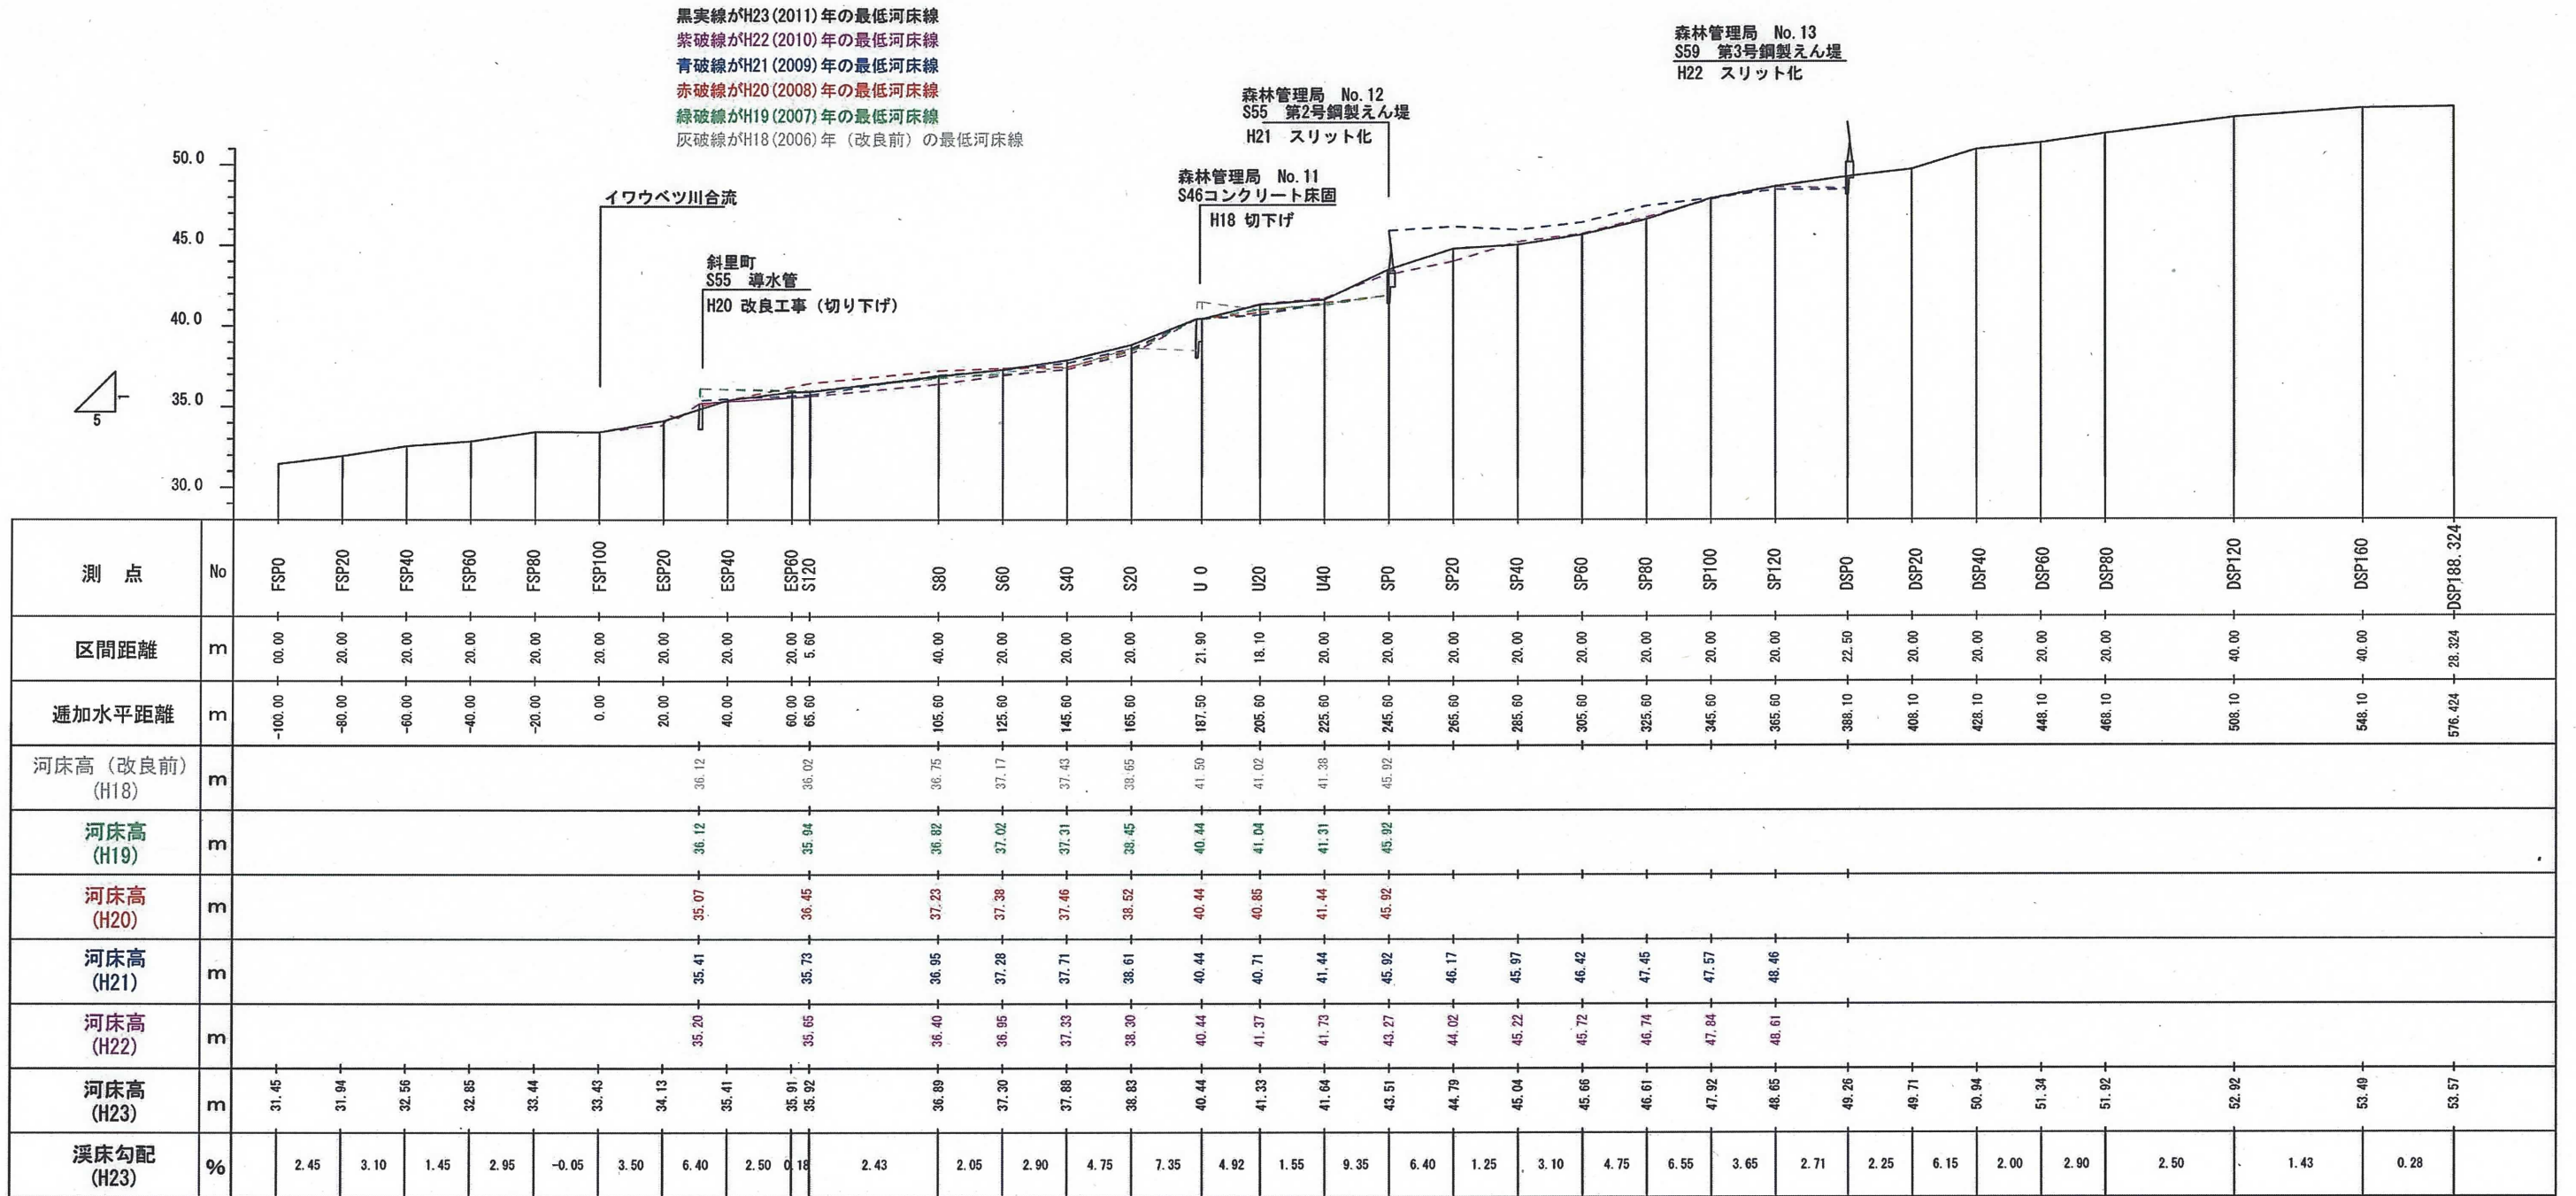 黒実線がH23(2011)年の最低河床線
紫破線がH22(2010)年の最低河床線
青破線がH21(2009)年の最低河床線
赤破線がH20(2008)年の最低河床線
緑破線がH19(2007)年の最低河床線
灰破線がH18(2006)年（改良前）の最低河床線
森林管理局 No.13
S59 第3号鋼製えん堤
H22 スリット化
森林管理局 No.12
S55 第2号鋼製えん堤
H21 スリット化
森林管理局 No.11
S46コンクリート床固
H18 切下げ
イワウベツ川合流
斜里町
S55 導水管
H20 改良工事（切り下げ）
50.0
45.0
40.0
35.0
30.0
1
5
測 点 No FSP0 FSP20 FSP40 FSP60 FSP80 FSP100 ESP20 ESP40 ESP60 S120 S80 S60 S40 S20 U 0 U20 U40 SP0 SP20 SP40 SP60 SP80 SP100 SP120 DSP0 DSP20 DSP40 DSP60 DSP80 DSP120 DSP160 DSP188.324
区間距離 m 00.00 20.00 20.00 20.00 20.00 20.00 20.00 20.00 20.00 5.60 40.00 20.00 20.00 20.00 21.90 18.10 20.00 20.00 20.00 20.00 20.00 20.00 20.00 20.00 22.50 20.00 20.00 20.00 20.00 40.00 40.00 28.324
逓加水平距離 m -100.00 -80.00 -60.00 -40.00 -20.00 0.00 20.00 40.00 60.00 65.60 105.60 125.60 145.60 165.60 187.50 205.60 225.60 245.60 265.60 285.60 305.60 325.60 345.60 365.60 388.10 408.10 428.10 448.10 468.10 508.10 548.10 576.424
河床高（改良前）
(H18) m 36.12 36.02 36.75 37.17 37.43 38.65 41.50 41.02 41.38 45.92
河床高
(H19) m 36.12 35.94 36.82 37.02 37.31 38.45 40.44 41.04 41.31 45.92
河床高
(H20) m 35.07 36.45 37.23 37.38 37.46 38.52 40.44 40.85 41.44 45.92
河床高
(H21) m 35.41 35.73 36.95 37.28 37.71 38.61 40.44 40.71 41.44 45.92 46.17 45.97 46.42 47.45 47.57 48.46
河床高
(H22) m 35.20 35.65 36.40 36.95 37.33 38.30 40.44 41.37 41.73 43.27 44.02 45.22 45.72 46.74 47.84 48.61
河床高
(H23) m 31.45 31.94 32.56 32.85 33.44 33.43 34.13 35.41 35.91 35.92 36.89 37.30 37.88 38.83 40.44 41.33 41.64 43.51 44.79 45.04 45.66 46.61 47.92 48.65 49.26 49.71 50.94 51.34 51.92 52.92 53.49 53.57
渓床勾配
(H23) % 2.45 3.10 1.45 2.95 -0.05 3.50 6.40 2.50 0.18 2.43 2.05 2.90 4.75 7.35 4.92 1.55 9.35 6.40 1.25 3.10 4.75 6.55 3.65 2.71 2.25 6.15 2.00 2.90 2.50 1.43 0.28